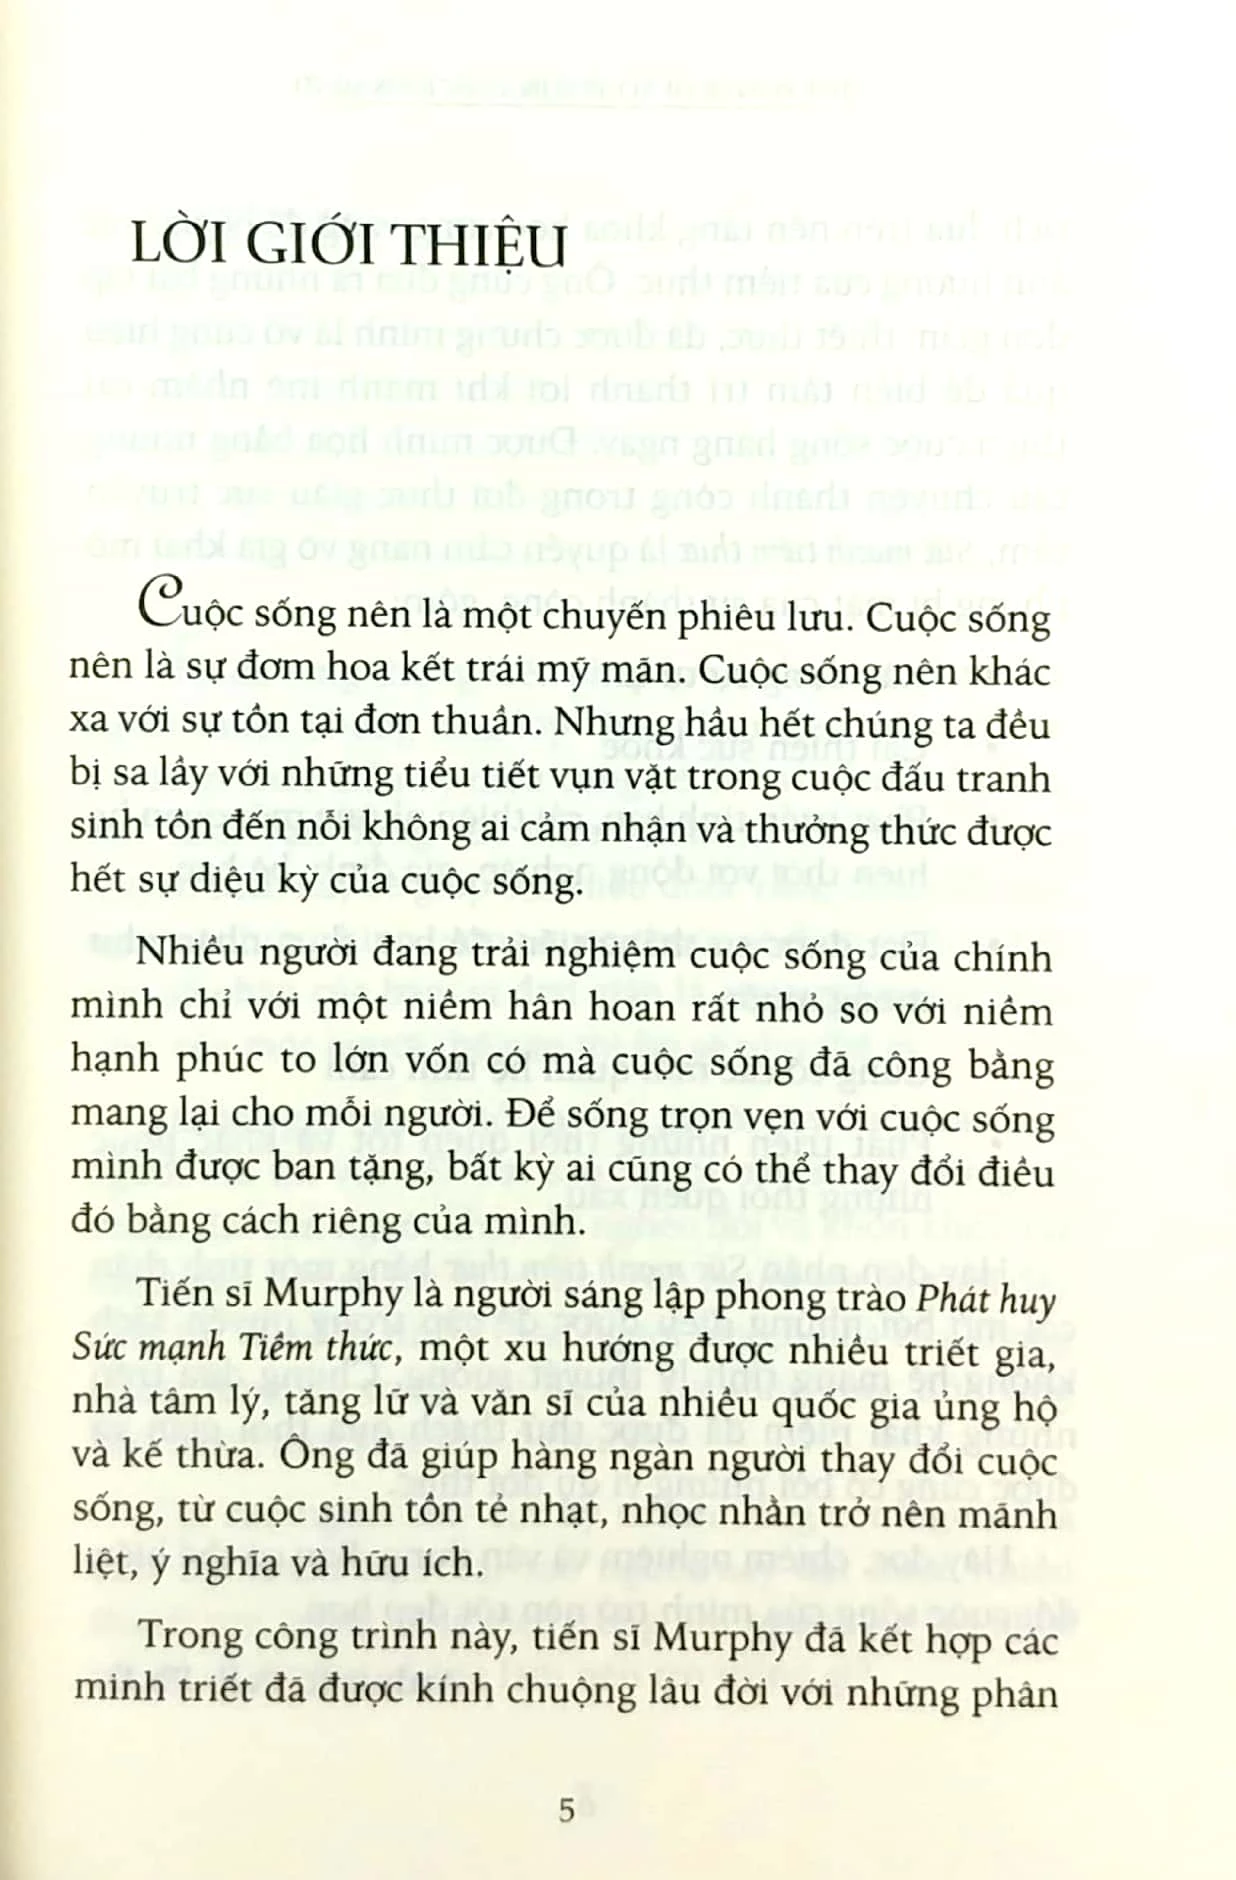 LỜI GIỚI THIỆU
Cuộc sống nên là một chuyến phiêu lưu. Cuộc sống
nên là sự đơm hoa kết trái mỹ mãn. Cuộc sống nên khác
xa với sự tồn tại đơn thuần. Nhưng hầu hết chúng ta đều
bị sa lầy với những tiểu tiết vụn vặt trong cuộc đấu tranh
sinh tồn đến nỗi không ai cảm nhận và thưởng thức được
hết sự diệu kỳ của cuộc sống.
Nhiều người đang trải nghiệm cuộc sống của chính
mình chỉ với một niềm hân hoan rất nhỏ so với niềm
hạnh phúc to lớn vốn có mà cuộc sống đã công bằng
mang lại cho mỗi người. Để sống trọn vẹn với cuộc sống
mình được ban tặng, bất kỳ ai cũng có thể thay đổi điều
đó bằng cách riêng của mình.
Tiến sĩ Murphy là người sáng lập phong trào Phát huy
Sức mạnh Tiềm thức, một xu hướng được nhiều triết gia,
nhà tâm lý, tăng lữ và văn sĩ của nhiều quốc gia ủng hộ
và kế thừa. Ông đã giúp hàng ngàn người thay đổi cuộc
sống, từ cuộc sinh tồn tẻ nhạt, nhọc nhằn trở nên mãnh
liệt, ý nghĩa và hữu ích.
Trong công trình này, tiến sĩ Murphy đã kết hợp các
minh triết đã được kính chuộng lâu đời với những phân
5